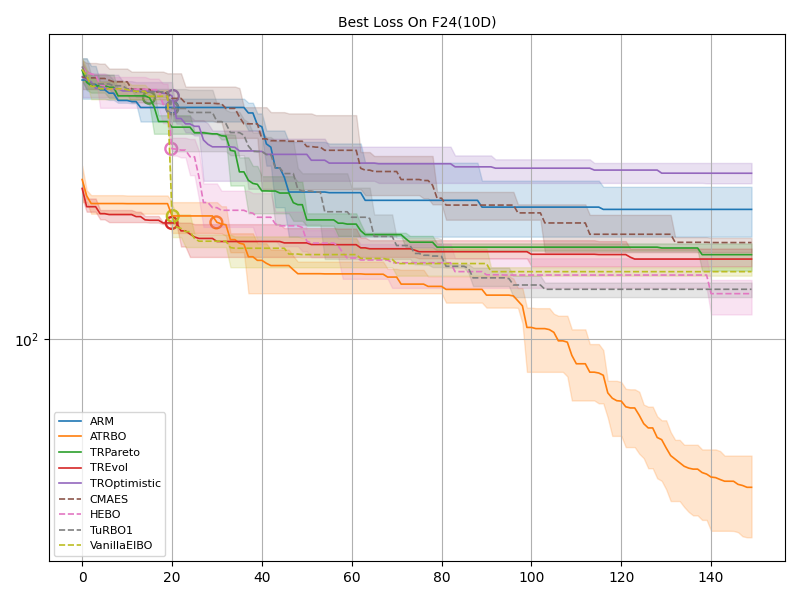 Best Loss On F24(10D)
10²
ARM
ATRBO
TRPareto
TREvol
TROptimistic
CMAES
HEBO
TuRBO1
VanillaEIBO
0 20 40 60 80 100 120 140